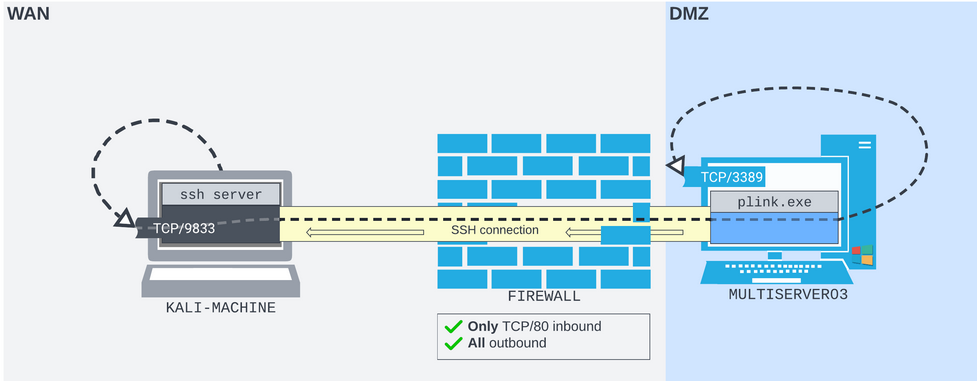 WAN
DMZ
ssh server
TCP/9833
KALI-MACHINE
SSH connection
FIREWALL
Only TCP/80 inbound
All outbound
TCP/3389
plink.exe
MULTISERVER03